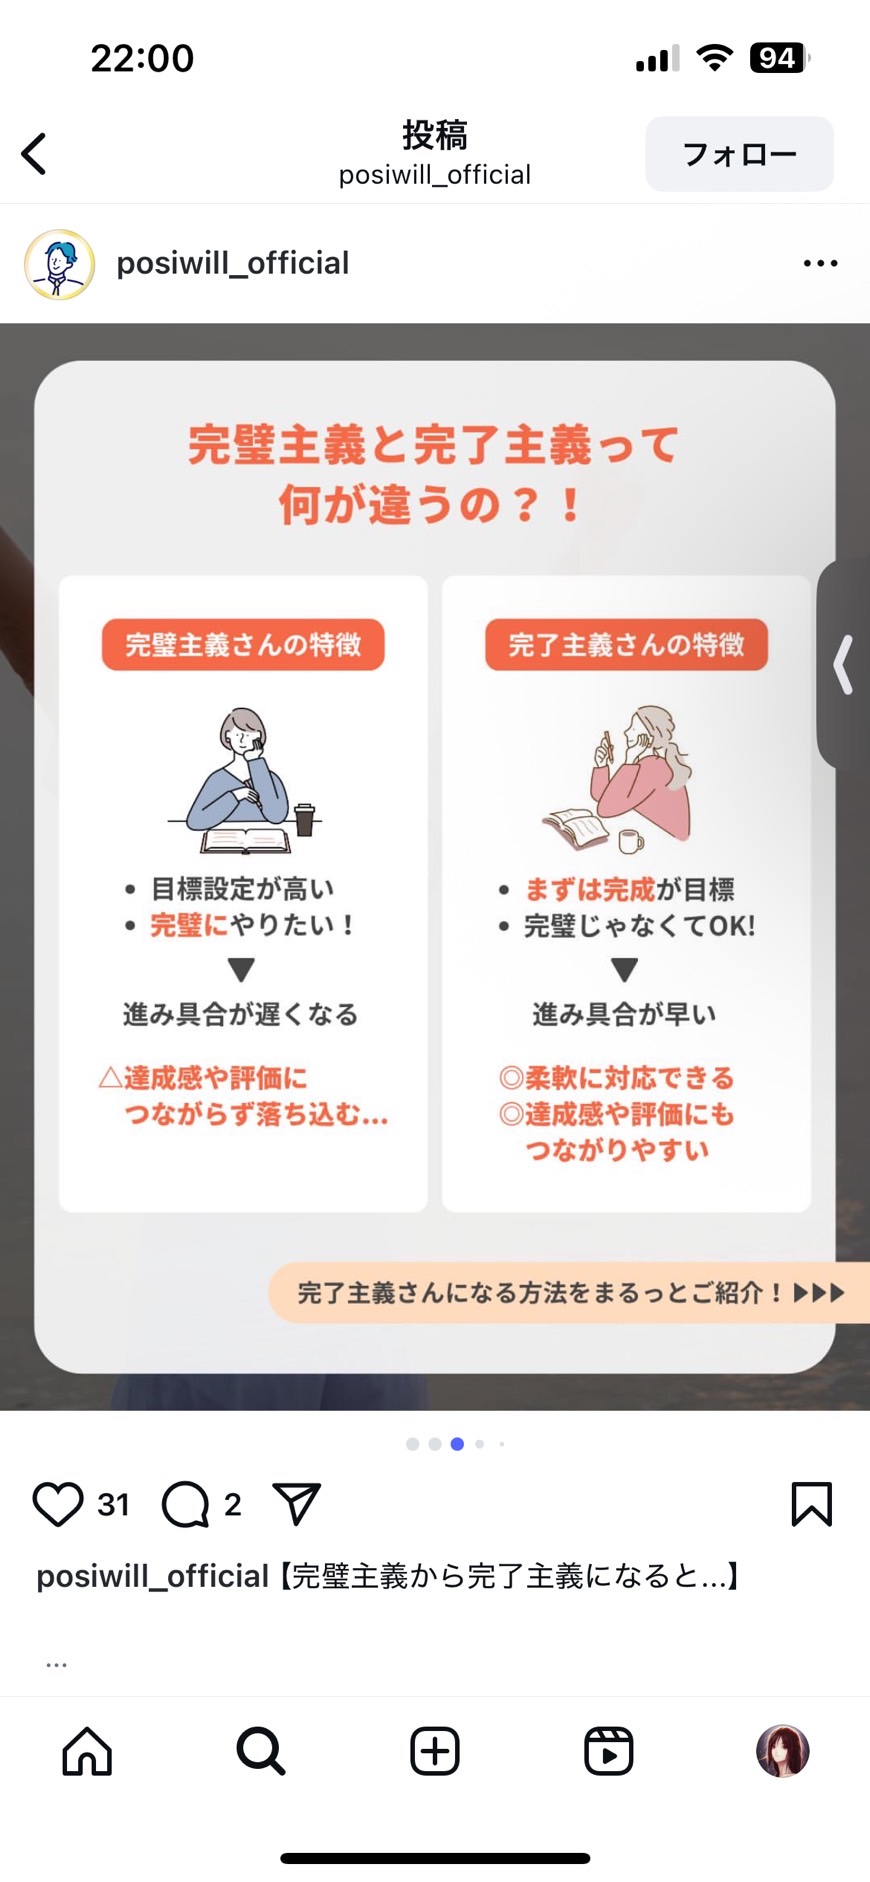 22:00
94
投稿
posiwill_official
フォロー
posiwill_official
完璧主義と完了主義って
何が違うの？！
完璧主義さんの特徴
• 目標設定が高い
• 完璧にやりたい！
▼
進み具合が遅くなる
△達成感や評価に
つながらず落ち込む...
完了主義さんの特徴
• まずは完成が目標
• 完璧じゃなくてOK!
▼
進み具合が早い
◎柔軟に対応できる
◎達成感や評価にも
つながりやすい
完了主義さんになる方法をまるっとご紹介！▶▶▶
31
2
posiwill_official【完璧主義から完了主義になると...】
...